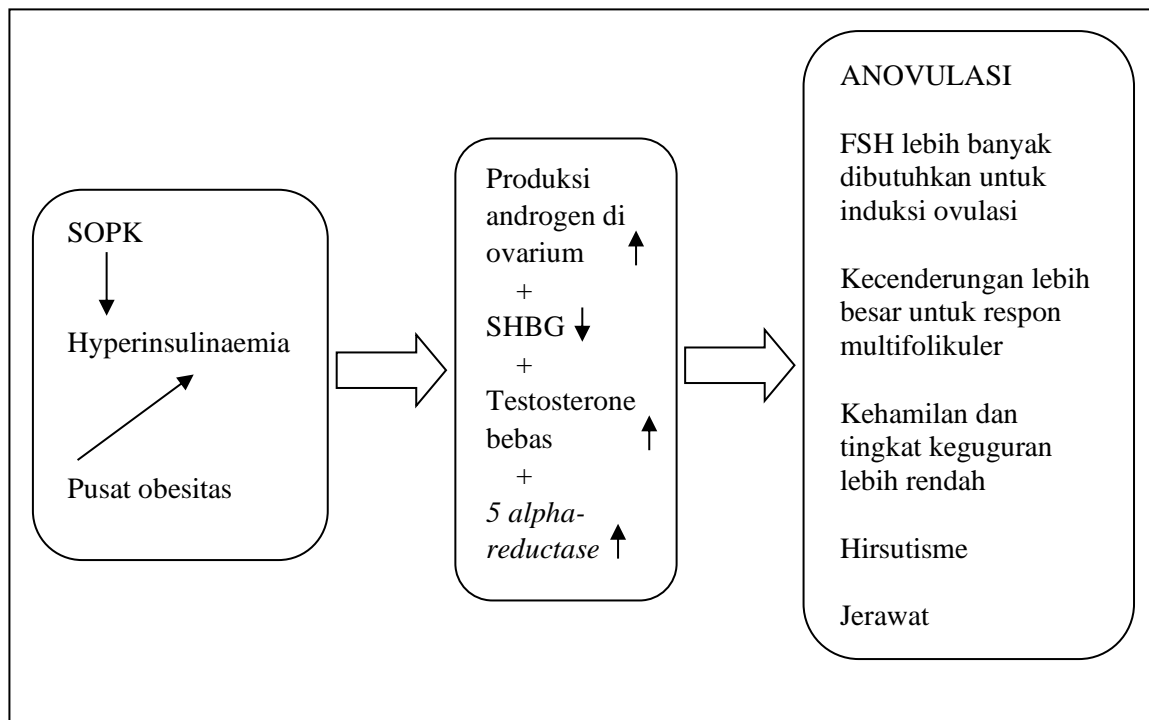 SOPK
Hyperinsulinaemia
Pusat obesitas
Produksi
androgen di
ovarium
+
SHBG
+
Testosterone
bebas
+
5 alpha-
reductase
ANOVULASI
FSH lebih banyak
dibutuhkan untuk
induksi ovulasi
Kecenderungan lebih
besar untuk respon
multifolikuler
Kehamilan dan
tingkat keguguran
lebih rendah
Hirsutisme
Jerawat